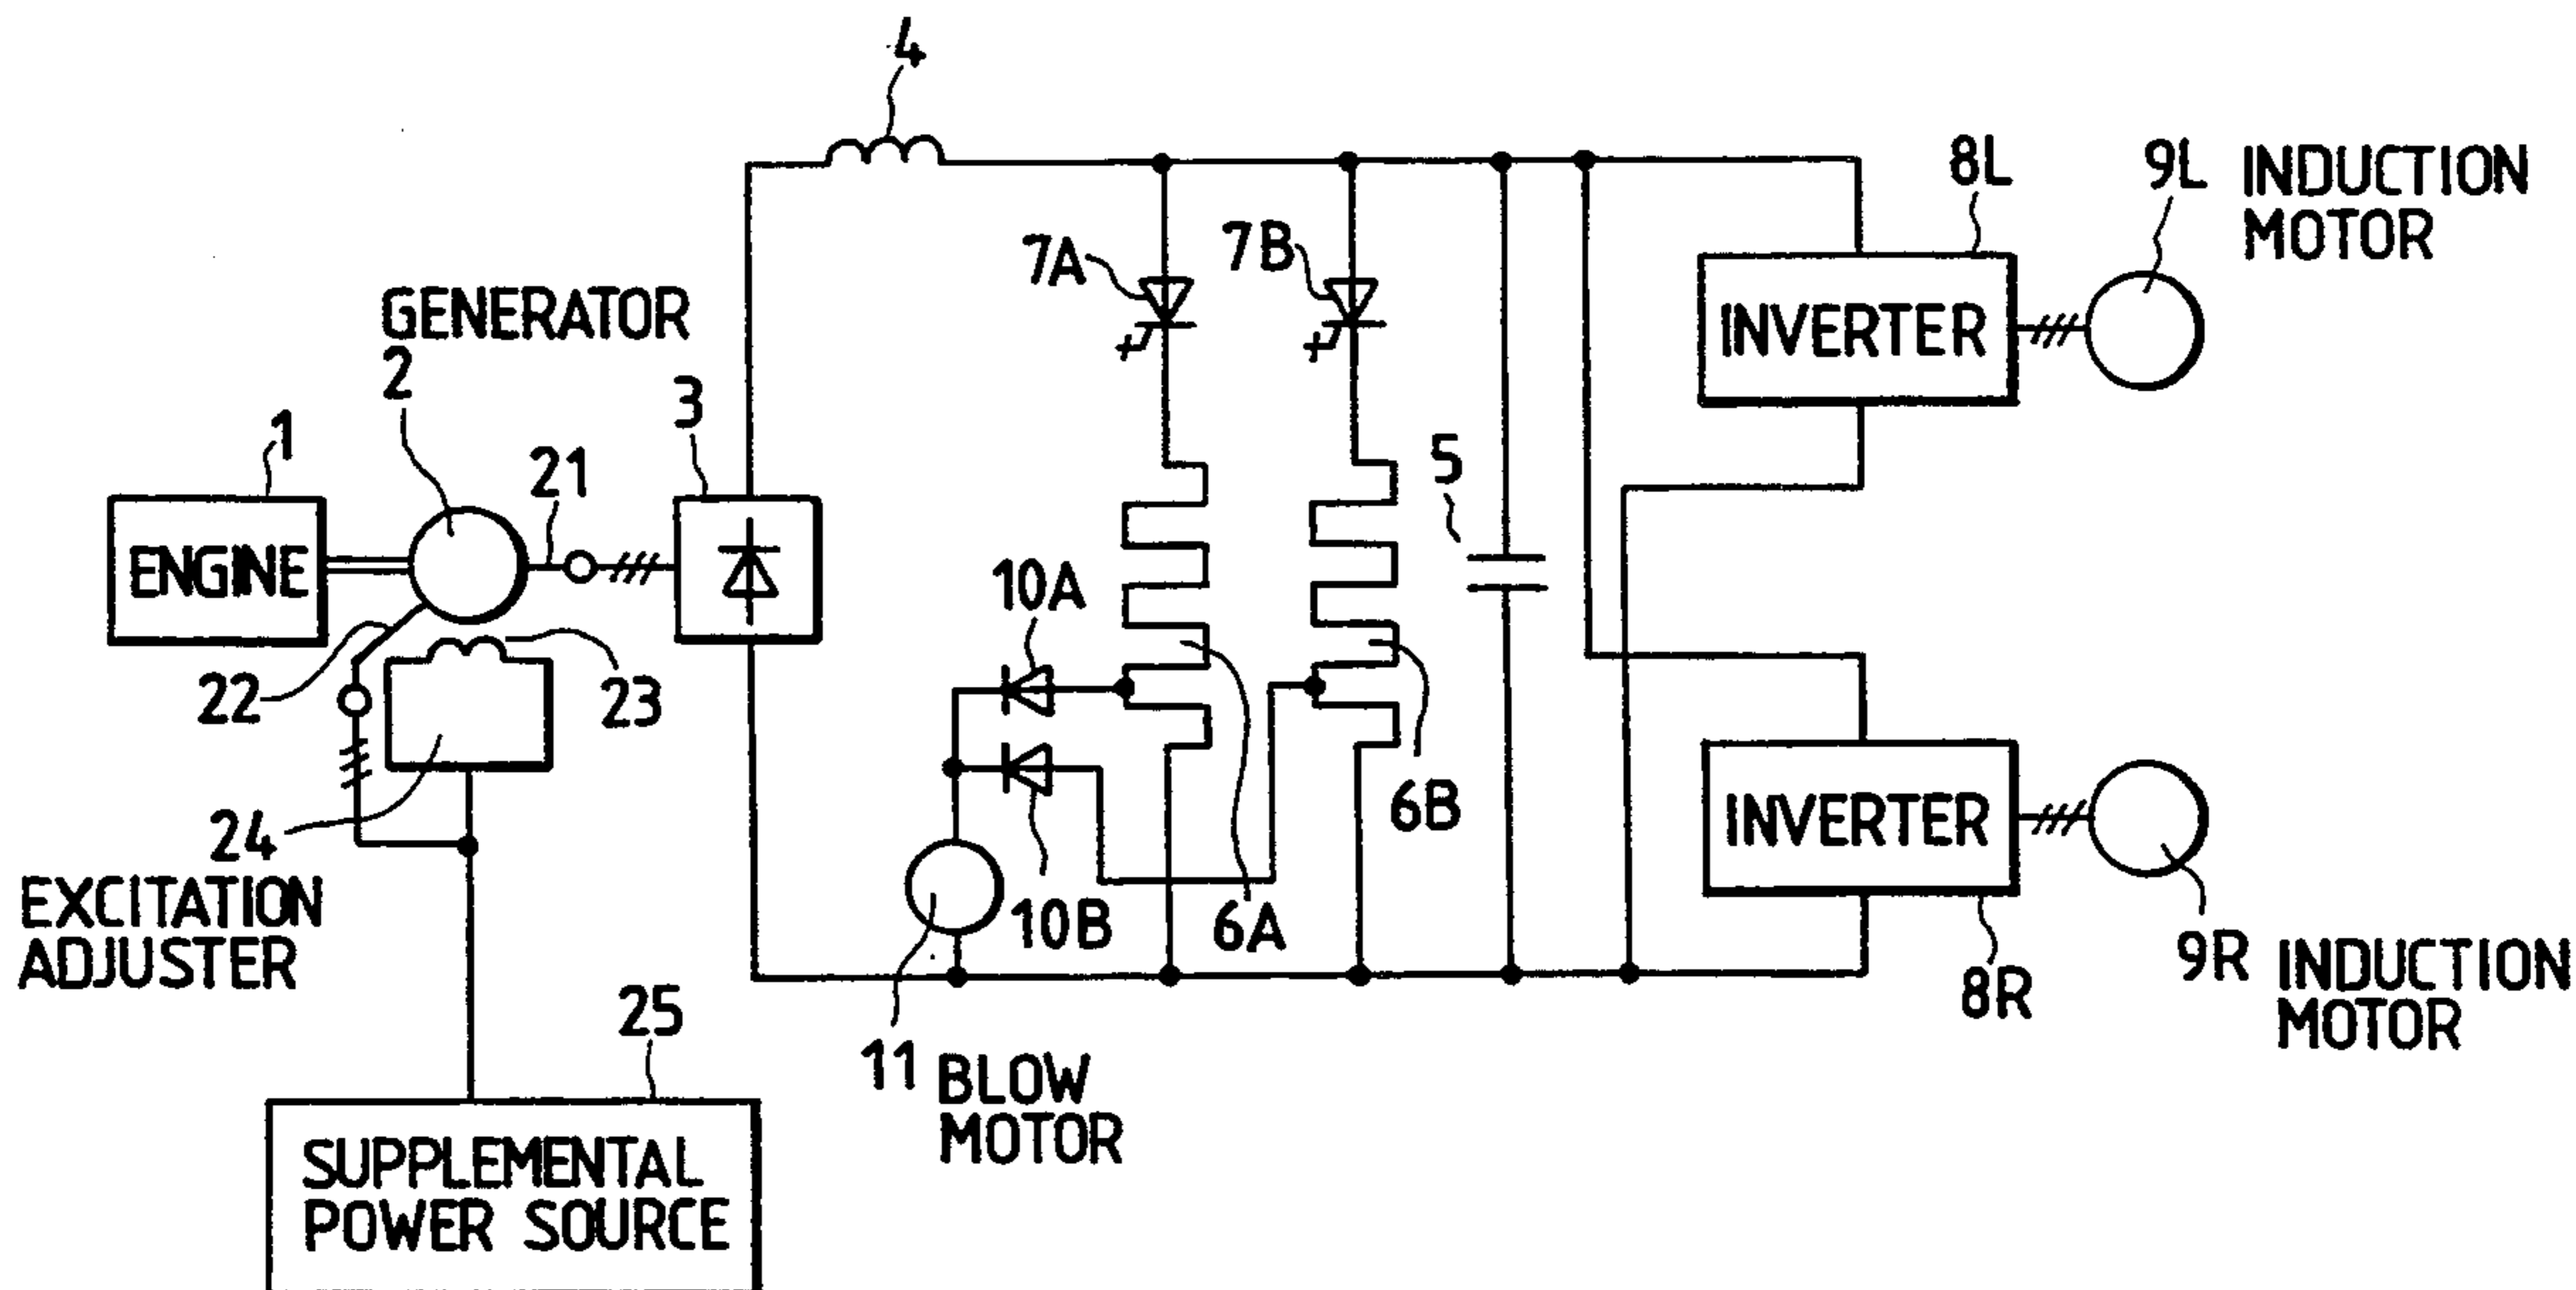 4
8L
9L INDUCTION
MOTOR
7A
7B
GENERATOR
2
INVERTER
1
21
3
5
ENGINE
10A
22
23
24
6B
INVERTER
EXCITATION
ADJUSTER
10B
6A
9R INDUCTION
MOTOR
8R
25
11 BLOW
MOTOR
SUPPLEMENTAL
POWER SOURCE